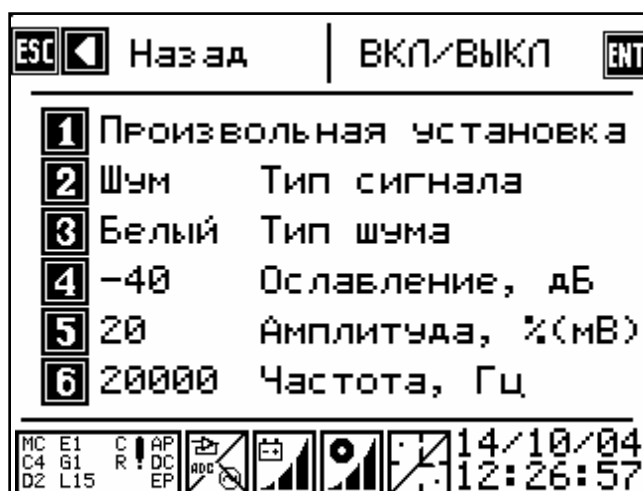 ESC Назад ВКЛ/ВЫКЛ ENT
1 Произвольная установка
2 Шум Тип сигнала
3 Белый Тип шума
4 -40 Ославление, дБ
5 20 Амплитуда, %(мВ)
6 20000 Частота, Гц
MC E1 C ! AP 14/10/04
C4 G1 R DC ADC 12:26:57
D2 L15 EP